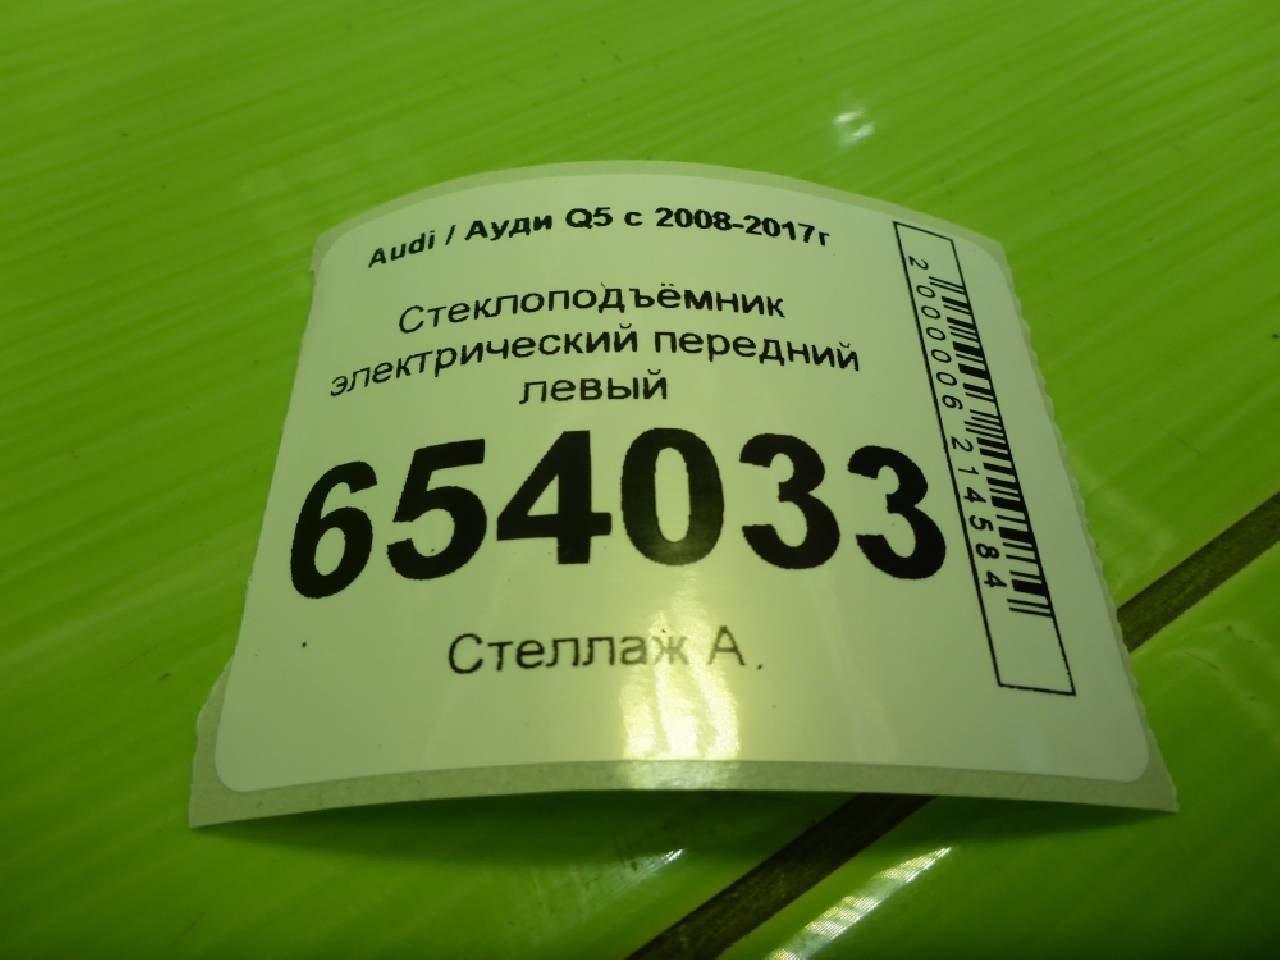 Audi / Ауди Q5 с 2008-2017г
Стеклоподъёмник
электрический передний
левый
654033
Стеллаж А.
2000006214584